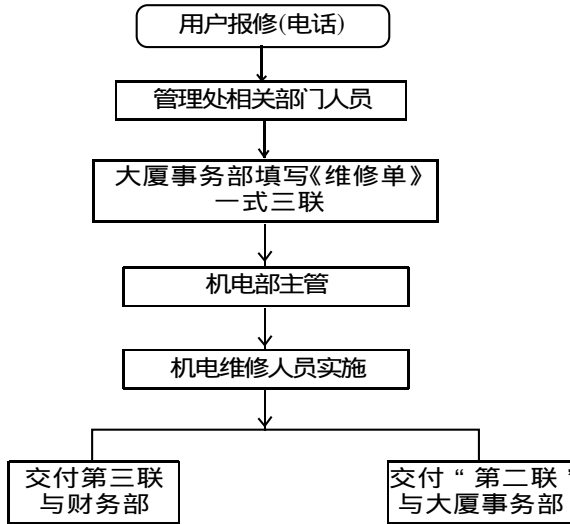 用户报修(电话)
管理处相关部门人员
大厦事务部填写《维修单》
一式三联
机电部主管
机电维修人员实施
交付第三联
与财务部
交付“第二联”
与大厦事务部